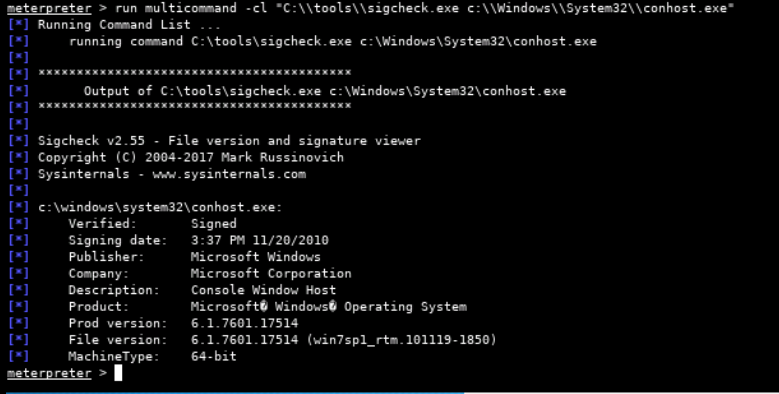 meterpreter > run multicommand -cl "C:\\tools\\sigcheck.exe c:\\Windows\\System32\\conhost.exe"
[*] Running Command List ...
[*]     running command C:\tools\sigcheck.exe c:\Windows\System32\conhost.exe
[*]
[*] *****************************************
[*]       Output of C:\tools\sigcheck.exe c:\Windows\System32\conhost.exe
[*] *****************************************
[*]
[*] Sigcheck v2.55 - File version and signature viewer
[*] Copyright (C) 2004-2017 Mark Russinovich
[*] Sysinternals - www.sysinternals.com
[*]
[*] c:\windows\system32\conhost.exe:
[*]     Verified:       Signed
[*]     Signing date:   3:37 PM 11/20/2010
[*]     Publisher:      Microsoft Windows
[*]     Company:        Microsoft Corporation
[*]     Description:    Console Window Host
[*]     Product:        Microsoft� Windows� Operating System
[*]     Prod version:   6.1.7601.17514
[*]     File version:   6.1.7601.17514 (win7sp1_rtm.101119-1850)
[*]     MachineType:    64-bit
meterpreter >